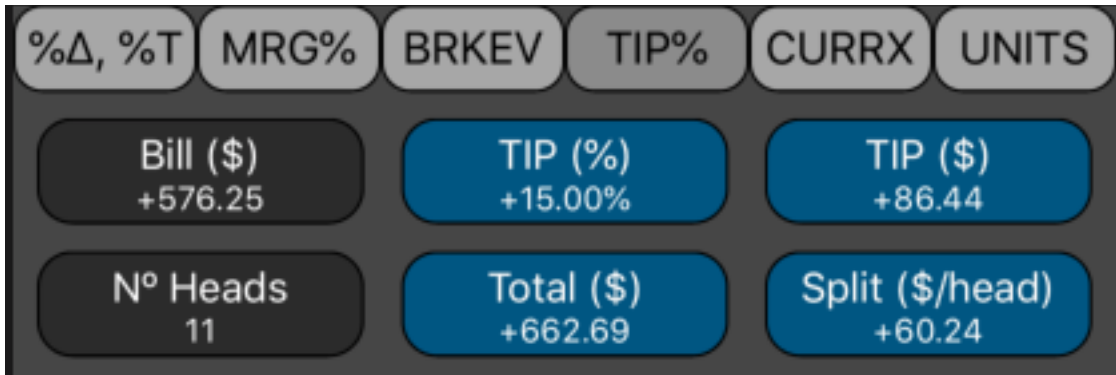 %Δ, %T MRG% BRKEV TIP% CURRX UNITS
Bill ($) TIP (%) TIP ($)
+576.25 +15.00% +86.44
Nº Heads Total ($) Split ($/head)
11 +662.69 +60.24